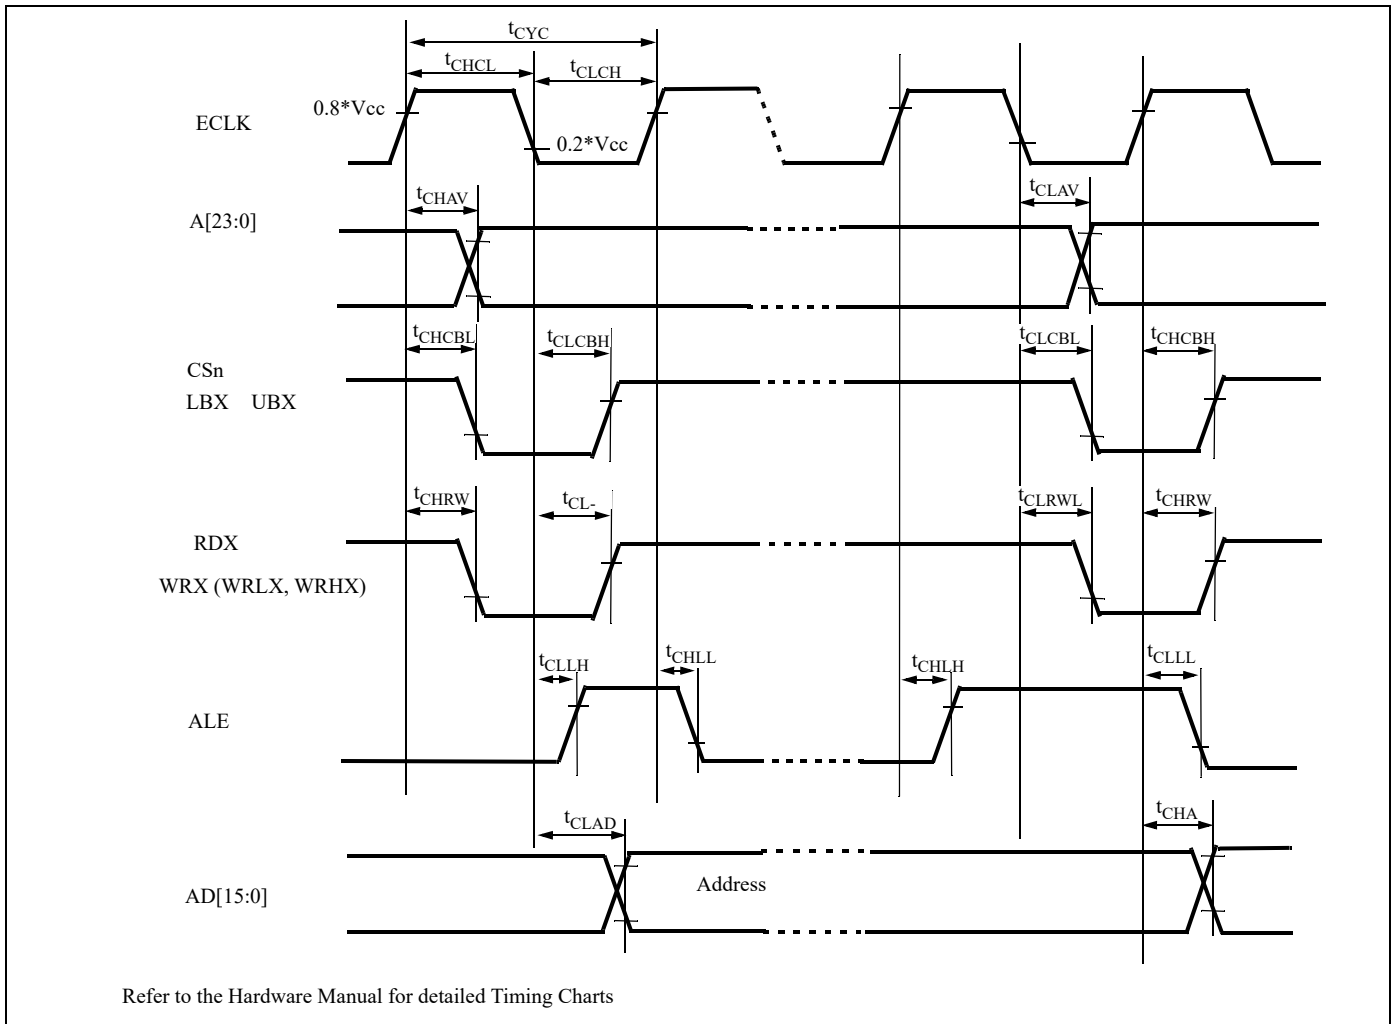 tCYC
tCHCL
tCLCH
0.8*Vcc
ECLK
0.2*Vcc
tCHAV
tCLAV
A[23:0]
tCHCBL
tCLCBH
tCLCBL
tCHCBH
CSn
LBX UBX
tCHRW
tCL-
tCLRWL
tCHRW
RDX
WRX (WRLX, WRHX)
tCLLH
tCHLL
tCHLH
tCLLL
ALE
tCLAD
tCHA
Address
AD[15:0]
Refer to the Hardware Manual for detailed Timing Charts